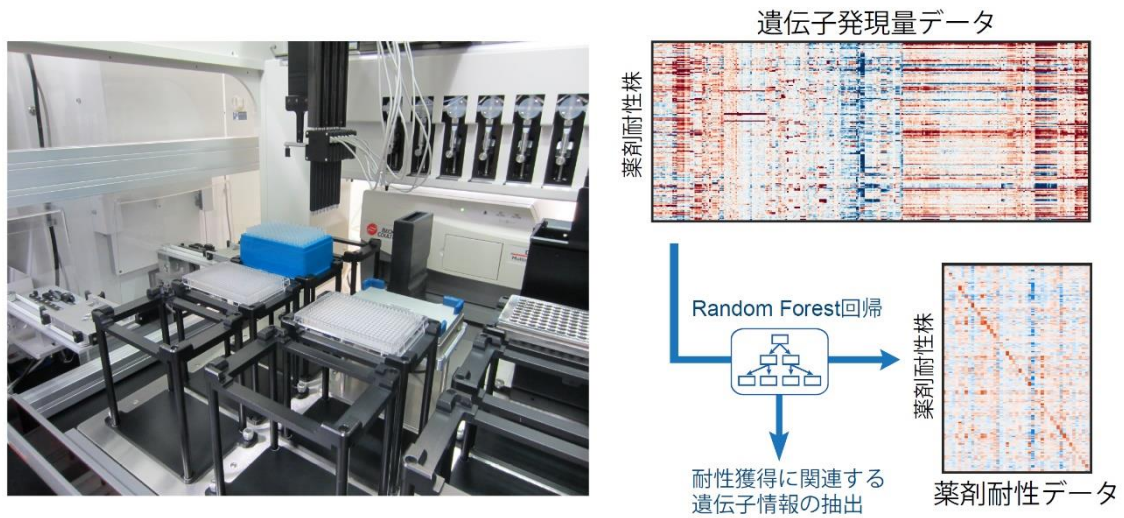 遺伝子発現量データ
薬剤耐性株
Random Forest回帰
薬剤耐性株
耐性獲得に関連する
遺伝子情報の抽出
薬剤耐性データ